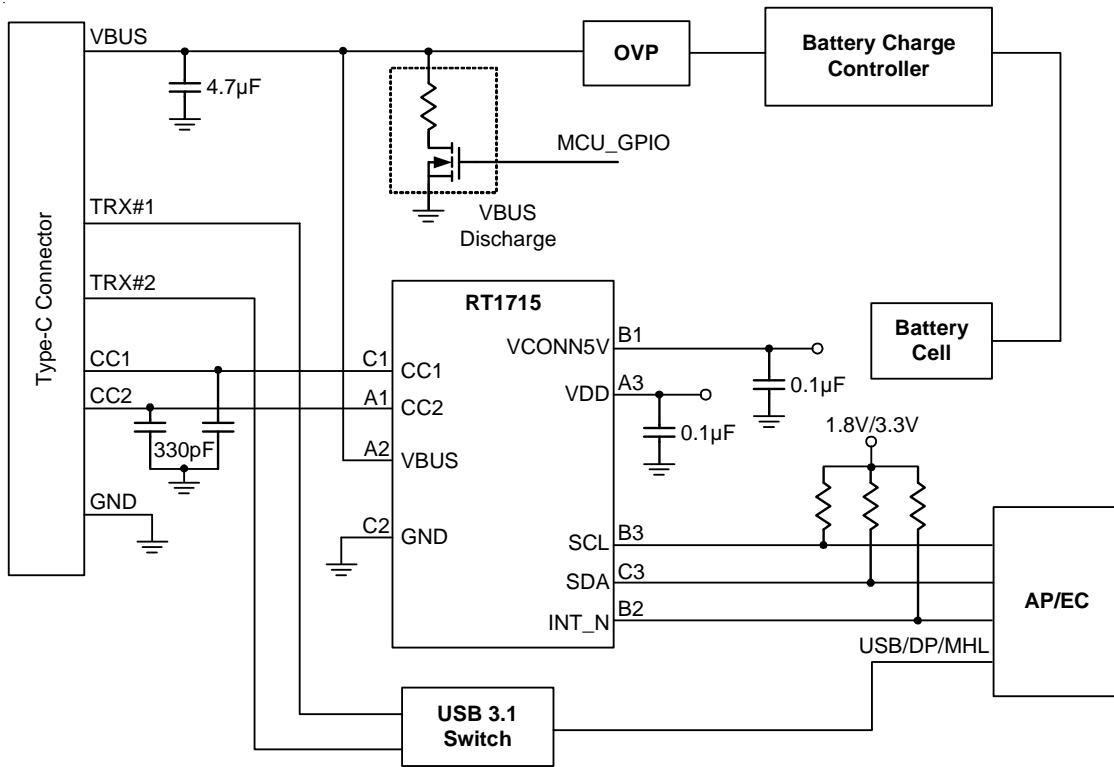 VBUS
OVP
Battery Charge
Controller
4.7µF
MCU_GPIO
VBUS
Discharge
Type-C Connector
TRX#1
TRX#2
RT1715
CC1
C1
CC1
CC2
A1
CC2
330pF
A2
VBUS
GND
C2
GND
VCONN5V
B1
0.1µF
VDD
A3
0.1µF
Battery
Cell
1.8V/3.3V
SCL
B3
SDA
C3
INT_N
B2
AP/EC
USB/DP/MHL
USB 3.1
Switch